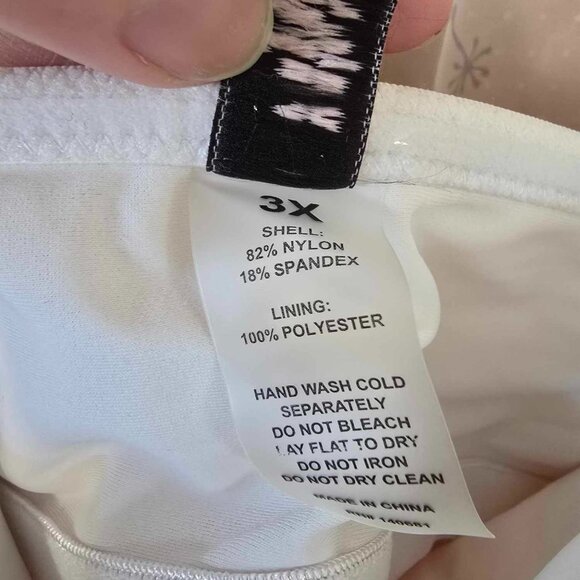 3X
SHELL:
82% NYLON
18% SPANDEX
LINING:
100% POLYESTER
HAND WASH COLD
SEPARATELY
DO NOT BLEACH
LAY FLAT TO DRY
DO NOT IRON
DO NOT DRY CLEAN
MADE IN CHINA